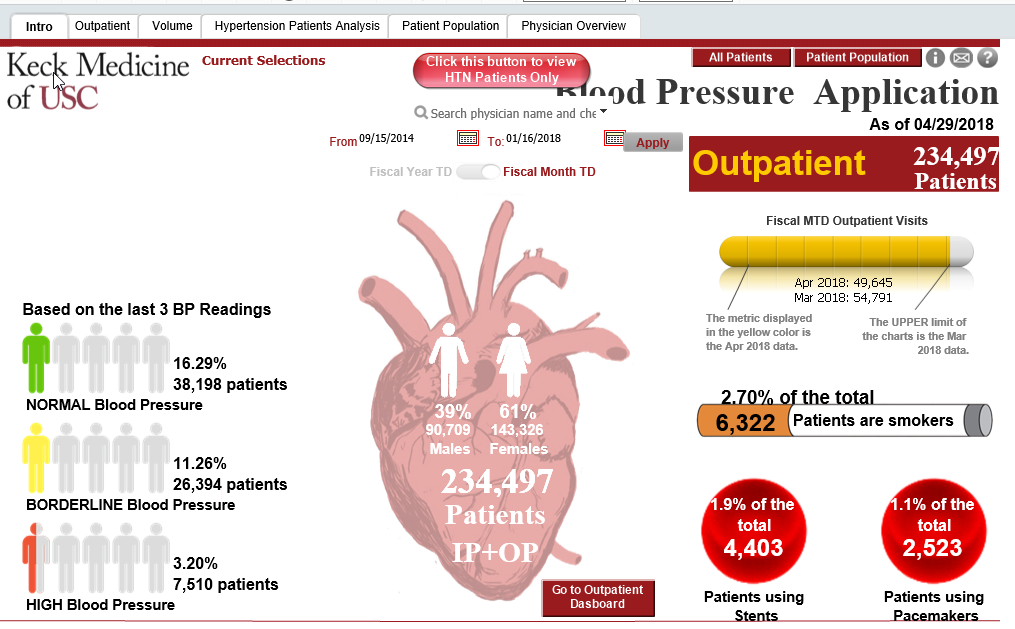 Intro
Outpatient
Volume
Hypertension Patients Analysis
Patient Population
Physician Overview
Keck Medicine
of USC
Current Selections
Click this button to view
HTN Patients Only
All Patients
Patient Population
i
?
Blood Pressure Application
Search physician name and che
As of 04/29/2018
From 09/15/2014
To: 01/16/2018
Apply
Fiscal Year TD
Fiscal Month TD
Outpatient
234,497
Patients
Fiscal MTD Outpatient Visits
Apr 2018: 49,645
Mar 2018: 54,791
The metric displayed
in the yellow color is
the Apr 2018 data.
The UPPER limit of
the charts is the Mar
2018 data.
Based on the last 3 BP Readings
16.29%
38,198 patients
NORMAL Blood Pressure
11.26%
26,394 patients
BORDERLINE Blood Pressure
3.20%
7,510 patients
HIGH Blood Pressure
39%
90,709
Males
61%
143,326
Females
234,497
Patients
IP+OP
Go to Outpatient
Dasboard
2.70% of the total
6,322
Patients are smokers
1.9% of the
total
4,403
Patients using
Stents
1.1% of the
total
2,523
Patients using
Pacemakers